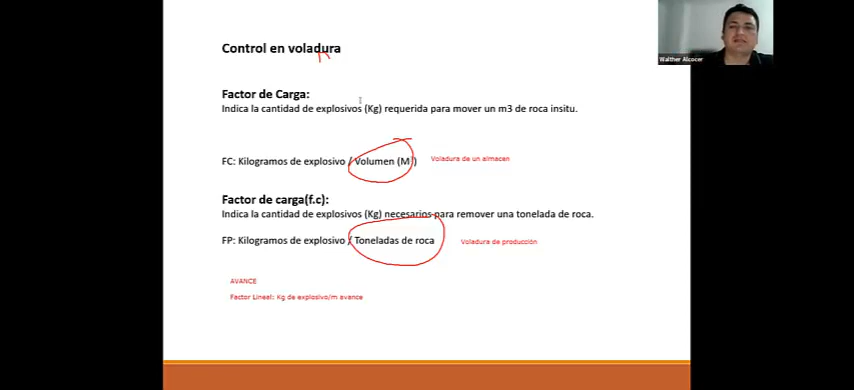 Control en voladura
Walther Alcocer
Factor de Carga:
Indica la cantidad de explosivos (Kg) requerida para mover un m3 de roca insitu.
FC: Kilogramos de explosivo / Volumen (M3) Voladura de un almacen
Factor de carga(f.c):
Indica la cantidad de explosivos (Kg) necesarios para remover una tonelada de roca.
FP: Kilogramos de explosivo / Toneladas de roca Voladura de producción
AVANCE
Factor Lineal: Kg de explosivo/m avance